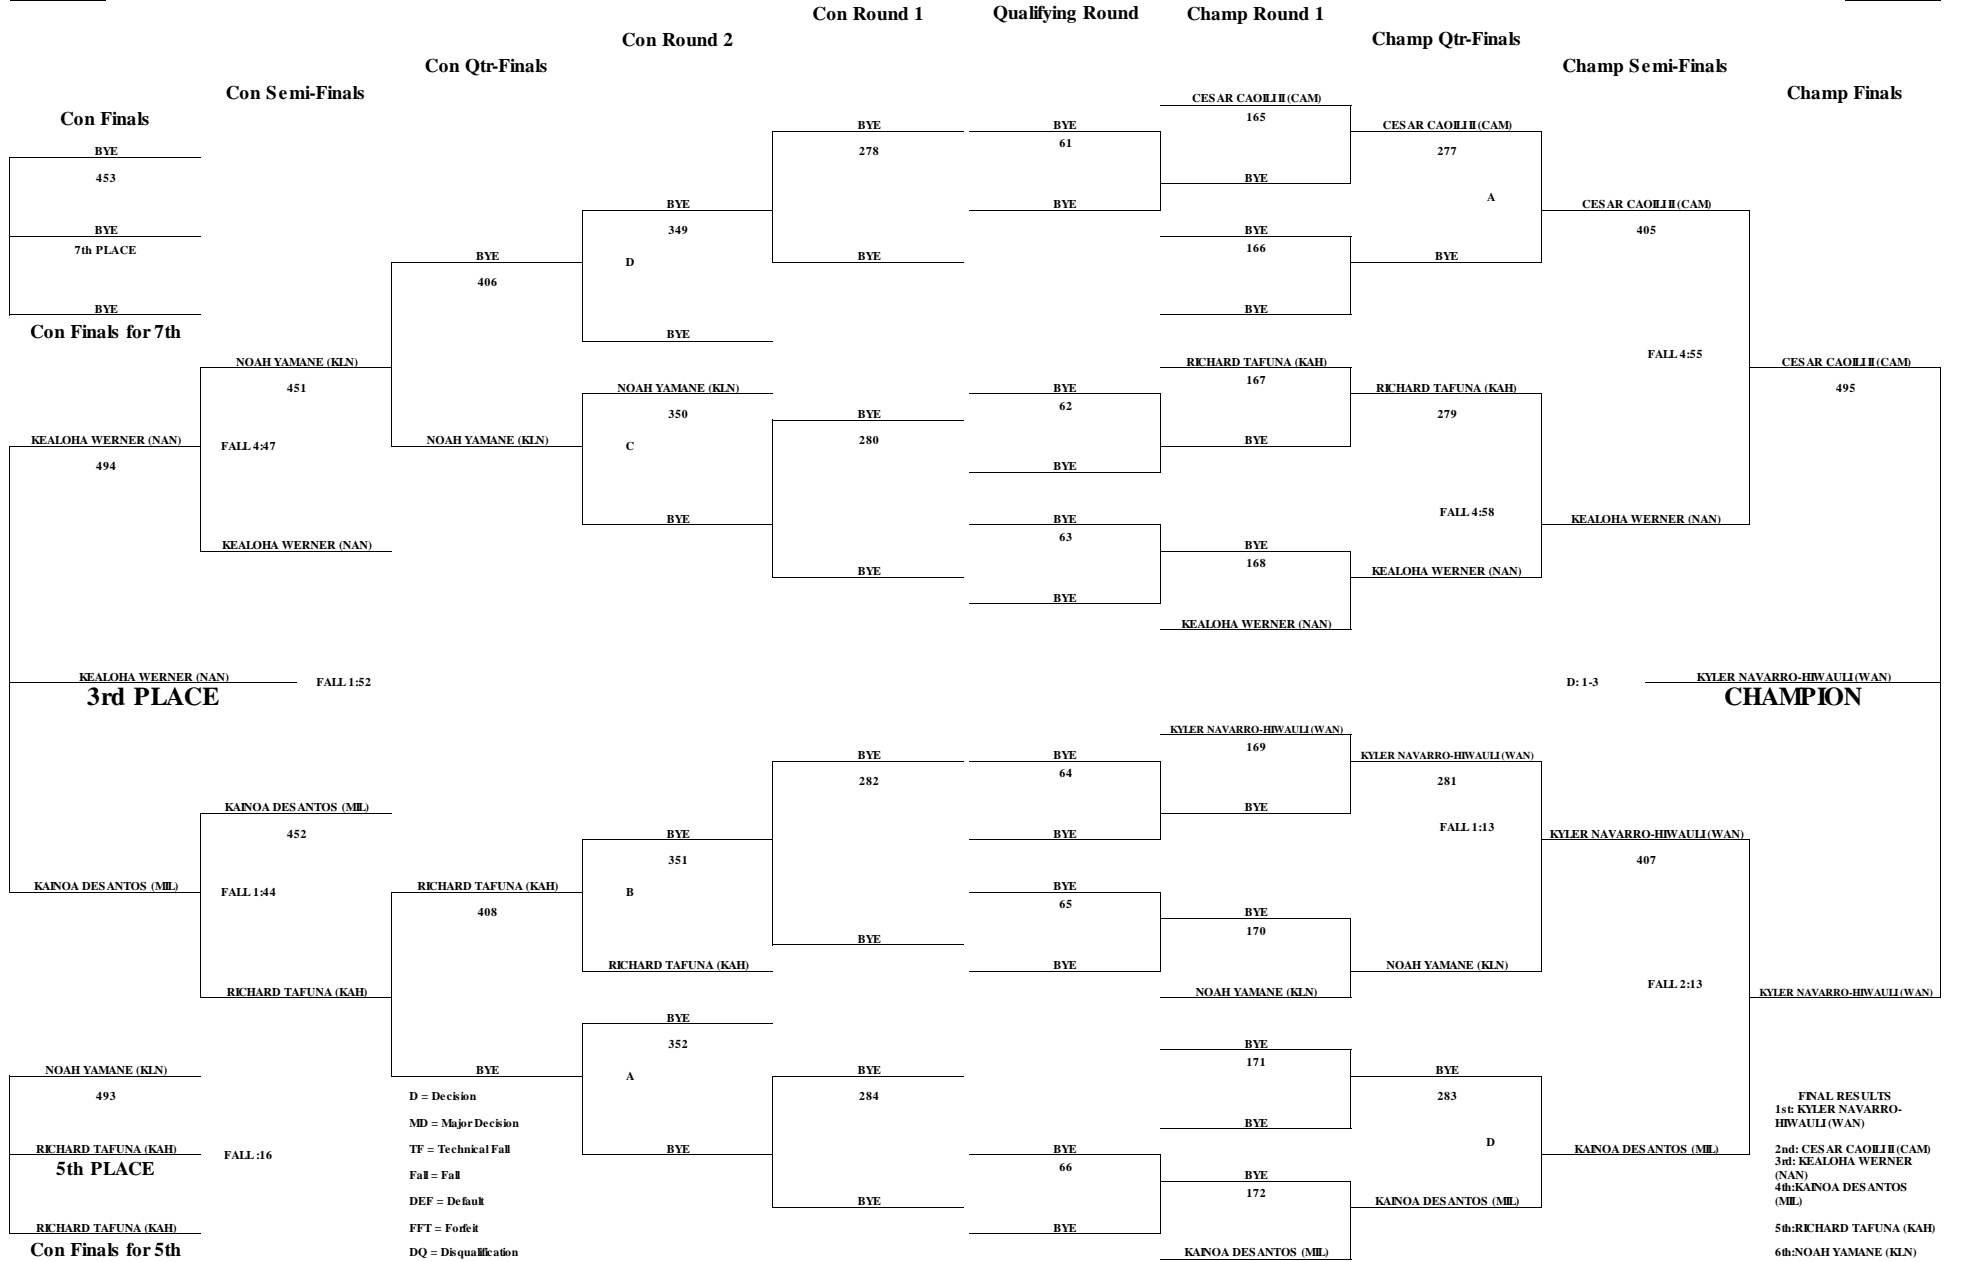 Con Round 1
Qualifying Round
Champ Round 1
Con Round 2
Champ Qtr-Finals
Con Qtr-Finals
Champ Semi-Finals
Con Semi-Finals
Champ Finals
Con Finals
BYE
453
BYE
7th PLACE
BYE
Con Finals for 7th
NOAH YAMANE (KLN)
451
KEALOHA WERNER (NAN)
494
FALL 4:47
KEALOHA WERNER (NAN)
KEALOHA WERNER (NAN)
3rd PLACE
FALL 1:52
KAINOA DESANTOS (MIL)
452
KAINOA DESANTOS (MIL)
FALL 1:44
RICHARD TAFUNA (KAH)
NOAH YAMANE (KLN)
493
RICHARD TAFUNA (KAH)
5th PLACE
FALL :16
RICHARD TAFUNA (KAH)
Con Finals for 5th
BYE
406
NOAH YAMANE (KLN)
RICHARD TAFUNA (KAH)
408
BYE
D = Decision
MD = Major Decision
TF = Technical Fall
Fall = Fall
DEF = Default
FFT = Forfeit
DQ = Disqualification
BYE
349
D
BYE
NOAH YAMANE (KLN)
350
C
BYE
BYE
351
B
RICHARD TAFUNA (KAH)
BYE
352
A
BYE
BYE
278
BYE
BYE
280
BYE
BYE
282
BYE
BYE
284
BYE
BYE
61
BYE
BYE
62
BYE
BYE
63
BYE
BYE
64
BYE
BYE
65
BYE
BYE
66
BYE
CESAR CAOILI II (CAM)
165
BYE
BYE
166
BYE
RICHARD TAFUNA (KAH)
167
BYE
BYE
168
KEALOHA WERNER (NAN)
KYLER NAVARRO-HIWAULI (WAN)
169
BYE
BYE
170
NOAH YAMANE (KLN)
BYE
171
BYE
BYE
172
KAINOA DESANTOS (MIL)
CESAR CAOILI II (CAM)
277
A
BYE
RICHARD TAFUNA (KAH)
279
FALL 4:58
KEALOHA WERNER (NAN)
KYLER NAVARRO-HIWAULI (WAN)
281
FALL 1:13
NOAH YAMANE (KLN)
BYE
283
D
KAINOA DESANTOS (MIL)
CESAR CAOILI II (CAM)
405
FALL 4:55
KEALOHA WERNER (NAN)
KYLER NAVARRO-HIWAULI (WAN)
407
FALL 2:13
KAINOA DESANTOS (MIL)
CESAR CAOILI II (CAM)
495
D: 1-3
KYLER NAVARRO-HIWAULI (WAN)
CHAMPION
KYLER NAVARRO-HIWAULI (WAN)
FINAL RESULTS
1st: KYLER NAVARRO-
HIWAULI (WAN)
2nd: CESAR CAOILI II (CAM)
3rd: KEALOHA WERNER
(NAN)
4th:KAINOA DESANTOS
(MIL)
5th:RICHARD TAFUNA (KAH)
6th:NOAH YAMANE (KLN)